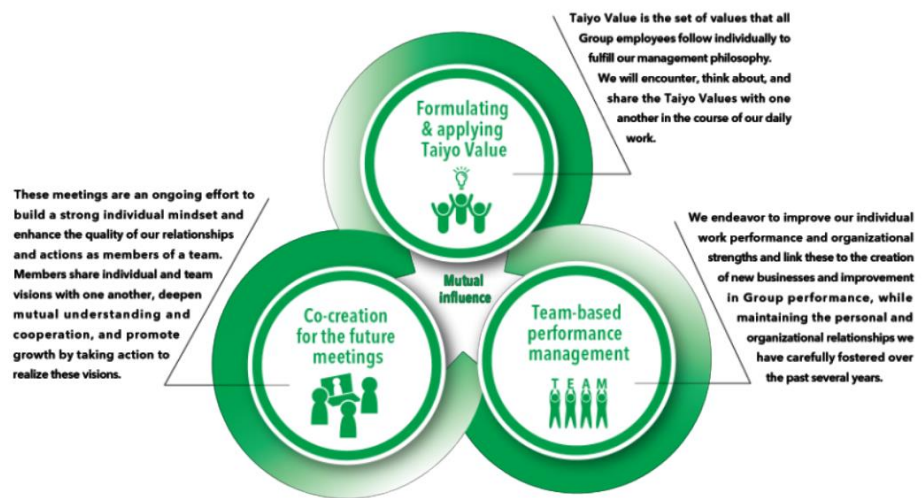 Taiyo Value is the set of values that all
Group employees follow individually to
fulfill our management philosophy.
We will encounter, think about, and
share the Taiyo Values with one
another in the course of our daily
work.
Formulating
& applying
Taiyo Value
These meetings are an ongoing effort to
build a strong individual mindset and
enhance the quality of our relationships
and actions as members of a team.
Members share individual and team
visions with one another, deepen
mutual understanding and
cooperation, and promote
growth by taking action to
realize these visions.
Mutual
influence
Co-creation
for the future
meetings
Team-based
performance
management
TEAM
We endeavor to improve our individual
work performance and organizational
strengths and link these to the creation
of new businesses and improvement
in Group performance, while
maintaining the personal and
organizational relationships we
have carefully fostered over
the past several years.